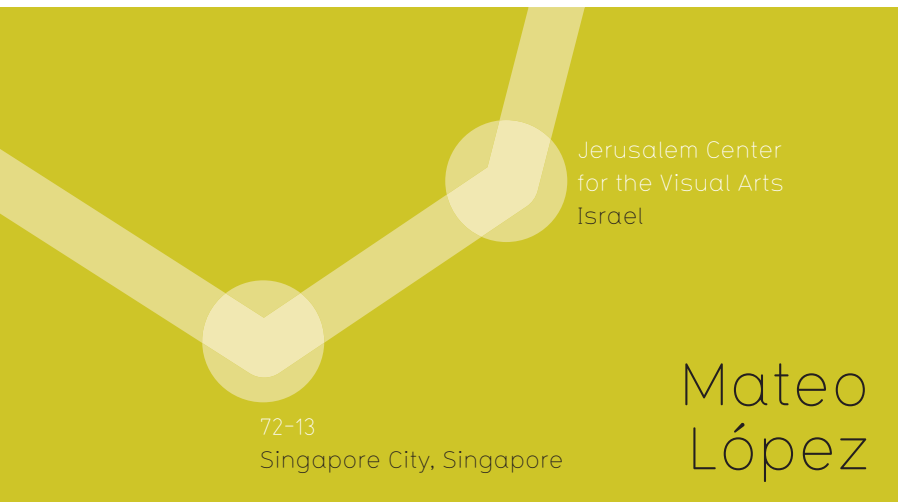 Jerusalem Center
for the Visual Arts
Israel
72-13
Singapore City, Singapore
Mateo
López